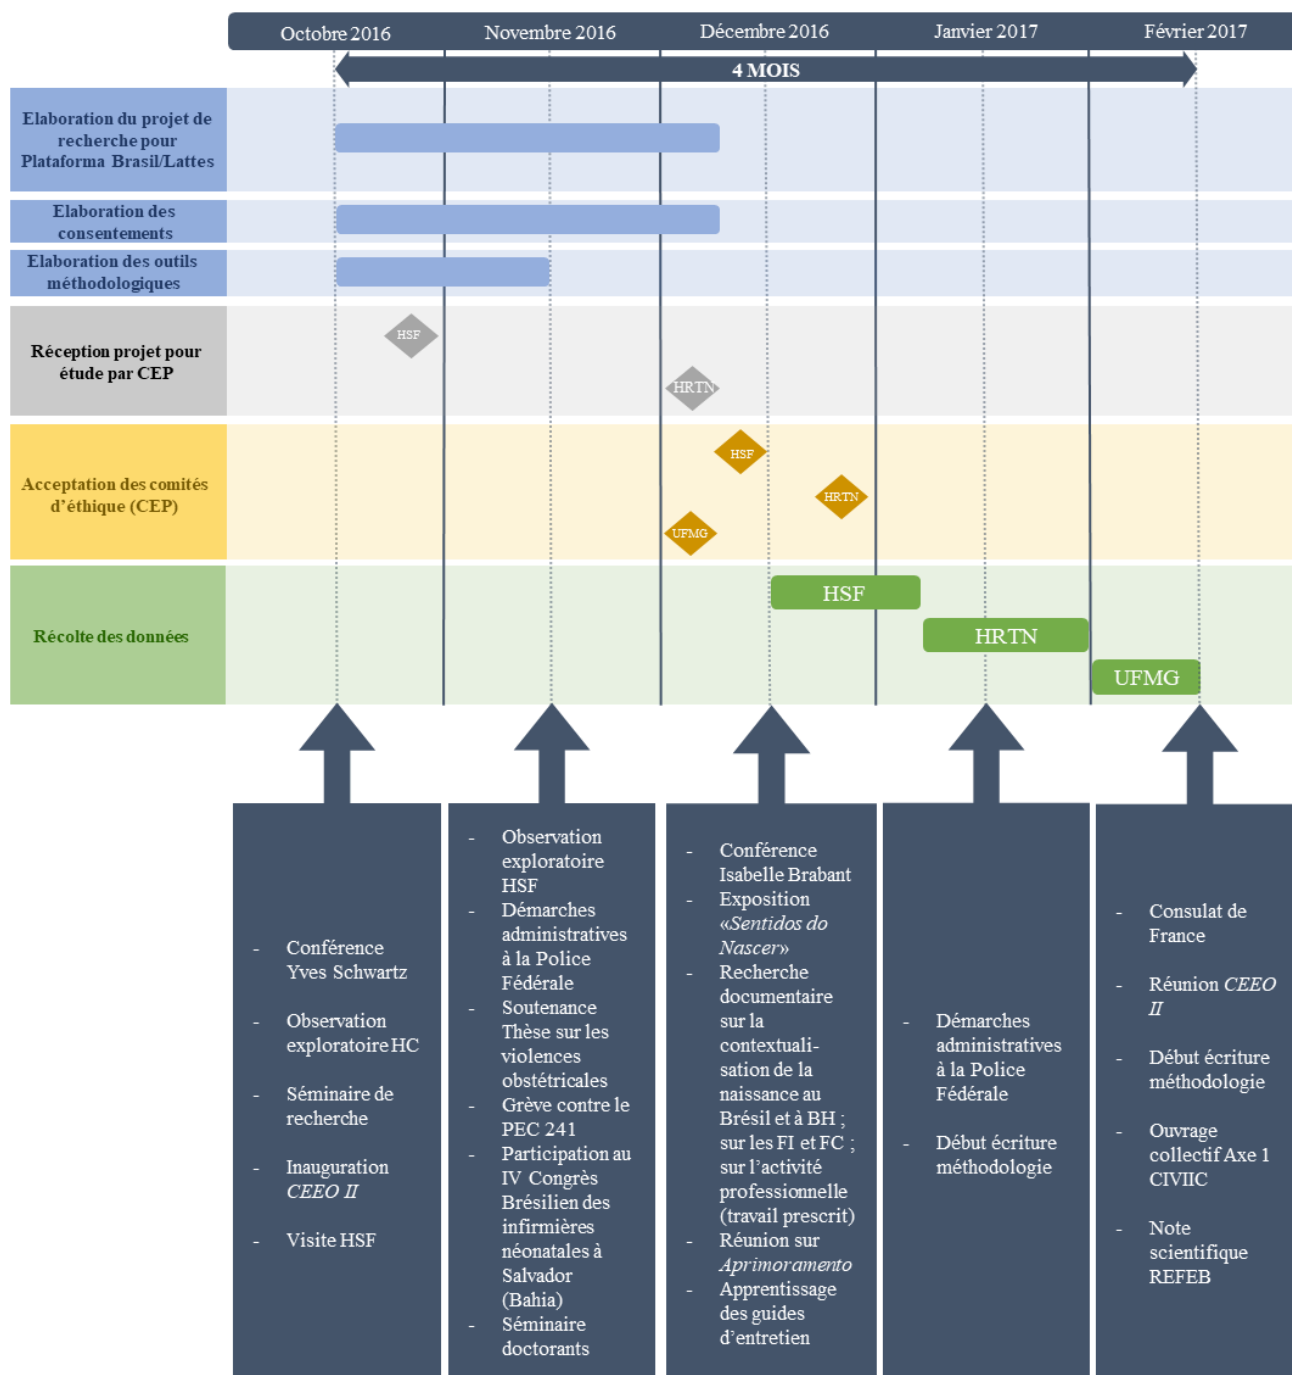 Octobre 2016
Novembre 2016
Décembre 2016
Janvier 2017
Février 2017
4 MOIS
Elaboration du projet de
recherche pour
Plataforma Brasil/Lattes
Elaboration des
consentements
Elaboration des outils
méthodologiques
Réception projet pour
étude par CEP
HSF
HRTN
Acceptation des comités
d'éthique (CEP)
HSF
HRTN
UFMG
Récolte des données
HSF
HRTN
UFMG
- Conférence
Yves Schwartz
- Observation
exploratoire HC
- Séminaire de
recherche
- Inauguration
CEEO II
- Visite HSF
- Observation
exploratoire
HSF
- Démarches
administratives
à la Police
Fédérale
- Soutenance
Thèse sur les
violences
obstétricales
- Grève contre le
PEC 241
- Participation au
IV Congrès
Brésilien des
infirmières
néonatales à
Salvador
(Bahia)
- Séminaire
doctorants
- Conférence
Isabelle Brabant
- Exposition
«Sentidos do
Nascer»
- Recherche
documentaire
sur la
contextuali-
sation de la
naissance au
Brésil et à BH ;
sur les FI et FC ;
sur l'activité
professionnelle
(travail prescrit)
- Réunion sur
Aprimoramento
- Apprentissage
des guides
d'entretien
- Démarches
administratives
à la Police
Fédérale
- Début écriture
méthodologie
- Consulat de
France
- Réunion CEEO
II
- Début écriture
méthodologie
- Ouvrage
collectif Axe 1
CIVIIC
- Note
scientifique
REFEB